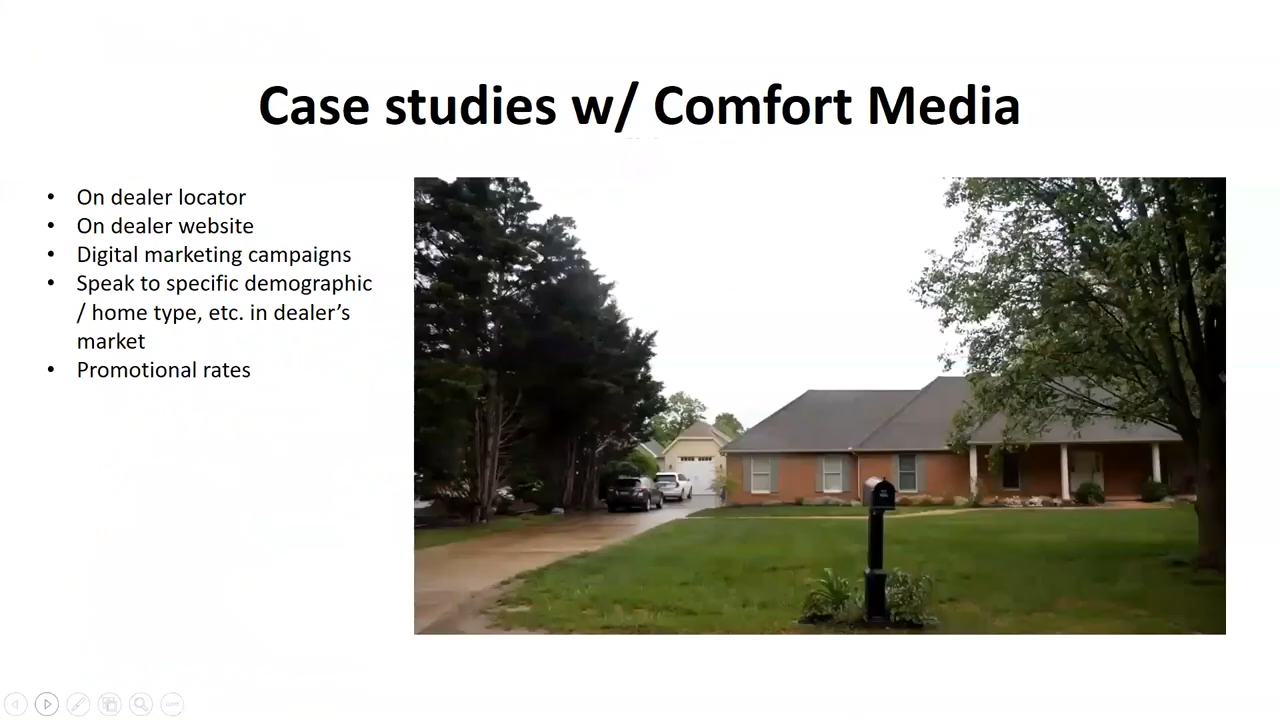 Case studies w/ Comfort Media
• On dealer locator
• On dealer website
• Digital marketing campaigns
• Speak to specific demographic
/ home type, etc. in dealer’s
market
• Promotional rates